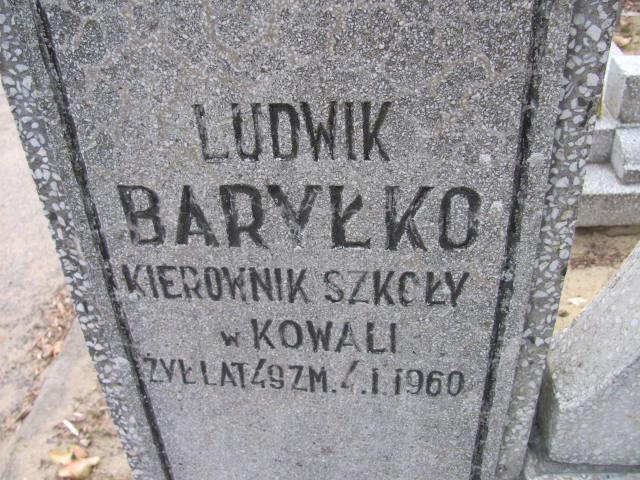 LUDWIK
BARYŁKO
KIEROWNIK SZKOŁY
w KOWALI
ŻYŁ LAT 49 ZM. 4.I.1960